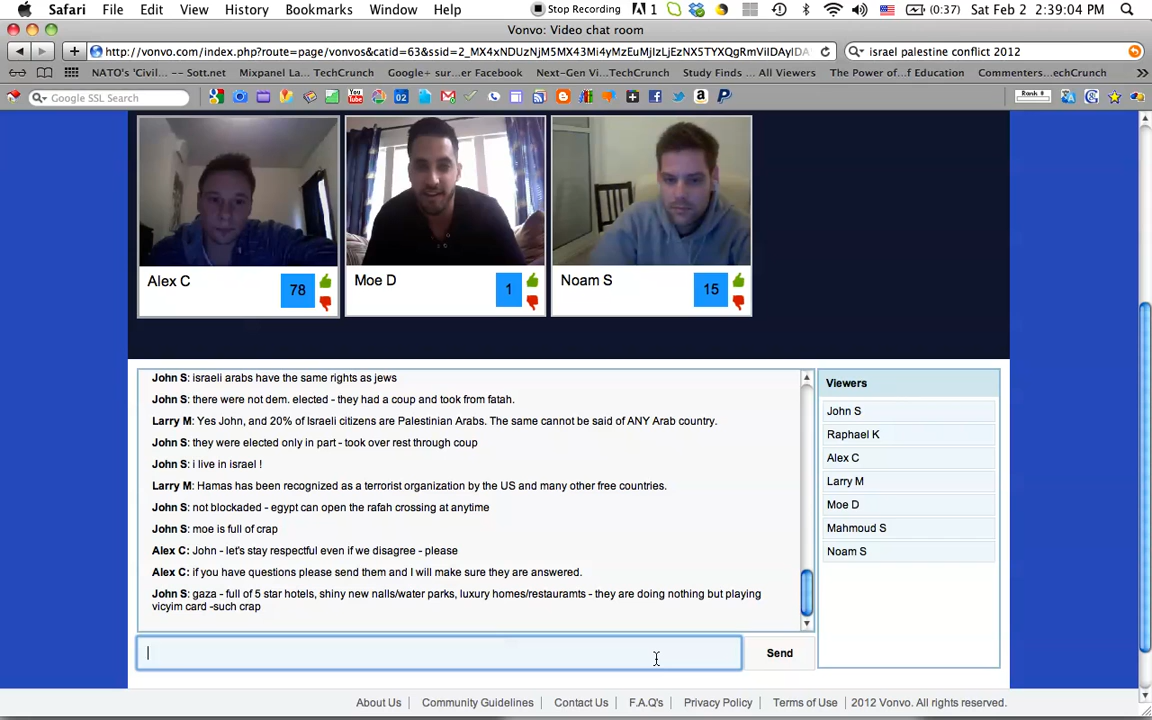 Safari File Edit View History Bookmarks Window Help Stop Recording 1 (0:37) Sat Feb 2 2:39:04 PM
Vonvo: Video chat room
http://vonvo.com/index.php?route=page/vonvos&catid=63&ssid=2_MX4xNDUzNjM5MX43Mi4yMzEuMjIzLjEzNX5TYXQgRmViIDAyIDA israel palestine conflict 2012
NATO's 'Civil... -- Sott.net Mixpanel La... TechCrunch Google+ sur...er Facebook Next-Gen Vi...TechCrunch Study Finds ... All Viewers The Power of...f Education Commenters...echCrunch
Google SSL Search Rank #
Alex C 78
Moe D 1
Noam S 15
John S: israeli arabs have the same rights as jews
John S: there were not dem. elected - they had a coup and took from fatah.
Larry M: Yes John, and 20% of Israeli citizens are Palestinian Arabs. The same cannot be said of ANY Arab country.
John S: they were elected only in part - took over rest through coup
John S: i live in israel !
Larry M: Hamas has been recognized as a terrorist organization by the US and many other free countries.
John S: not blockaded - egypt can open the rafah crossing at anytime
John S: moe is full of crap
Alex C: John - let's stay respectful even if we disagree - please
Alex C: if you have questions please send them and I will make sure they are answered.
John S: gaza - full of 5 star hotels, shiny new nalls/water parks, luxury homes/restauramts - they are doing nothing but playing
vicyim card -such crap
Send
Viewers
John S
Raphael K
Alex C
Larry M
Moe D
Mahmoud S
Noam S
About Us Community Guidelines Contact Us F.A.Q's Privacy Policy Terms of Use 2012 Vonvo. All rights reserved.